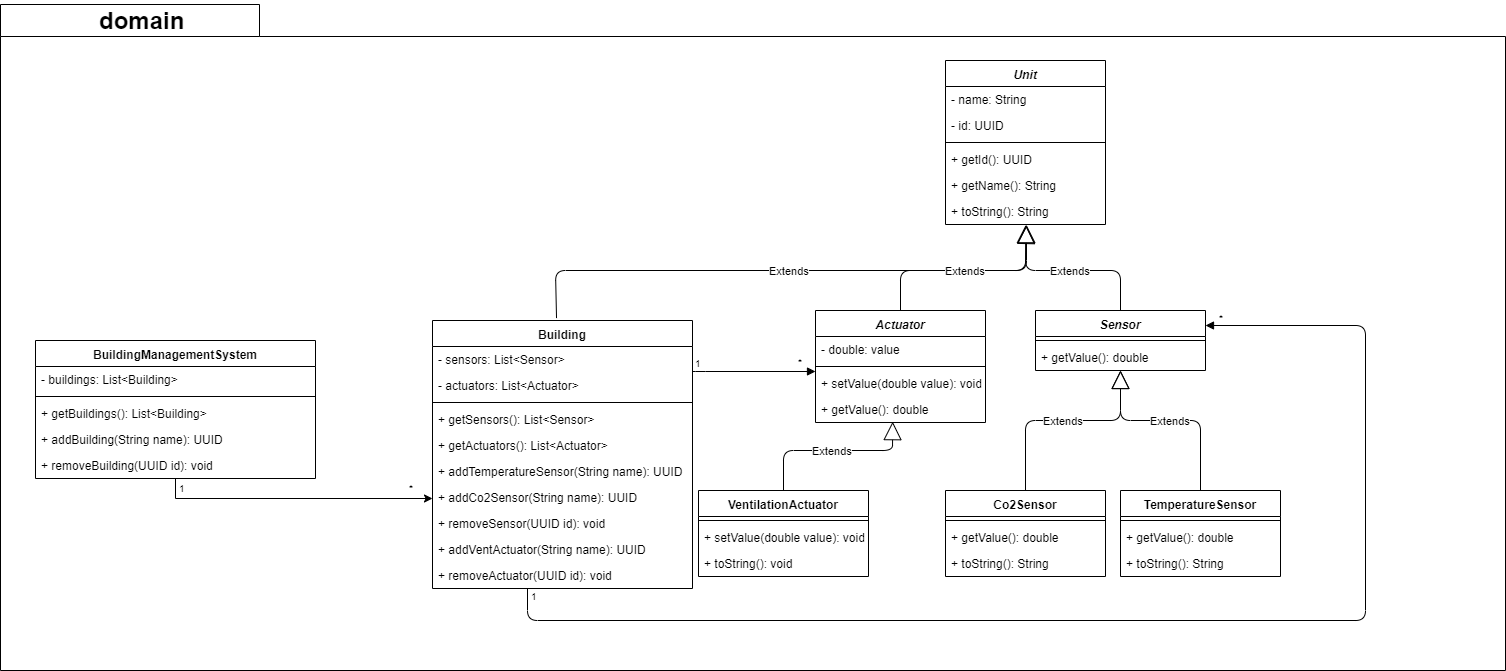 domain
Unit
- name: String
- id: UUID
+ getId(): UUID
+ getName(): String
+ toString(): String
Extends
Extends
Extends
BuildingManagementSystem
- buildings: List<Building>
+ getBuildings(): List<Building>
+ addBuilding(String name): UUID
+ removeBuilding(UUID id): void
1
*
Building
- sensors: List<Sensor>
- actuators: List<Actuator>
+ getSensors(): List<Sensor>
+ getActuators(): List<Actuator>
+ addTemperatureSensor(String name): UUID
+ addCo2Sensor(String name): UUID
+ removeSensor(UUID id): void
+ addVentActuator(String name): UUID
+ removeActuator(UUID id): void
1
*
1
*
Actuator
- double: value
+ setValue(double value): void
+ getValue(): double
Extends
Sensor
+ getValue(): double
Extends
Extends
VentilationActuator
+ setValue(double value): void
+ toString(): void
Co2Sensor
+ getValue(): double
+ toString(): String
TemperatureSensor
+ getValue(): double
+ toString(): String